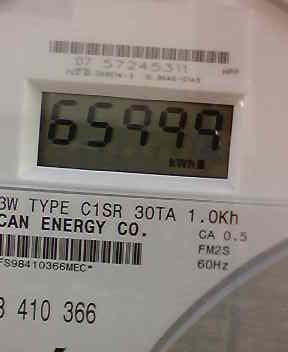 07 57245311
65999
kWh
3W TYPE C1SR 30TA 1.0Kh
CAN ENERGY CO.
CA 0.5
FM2S
60Hz
FS98410366MEC*
3 410 366